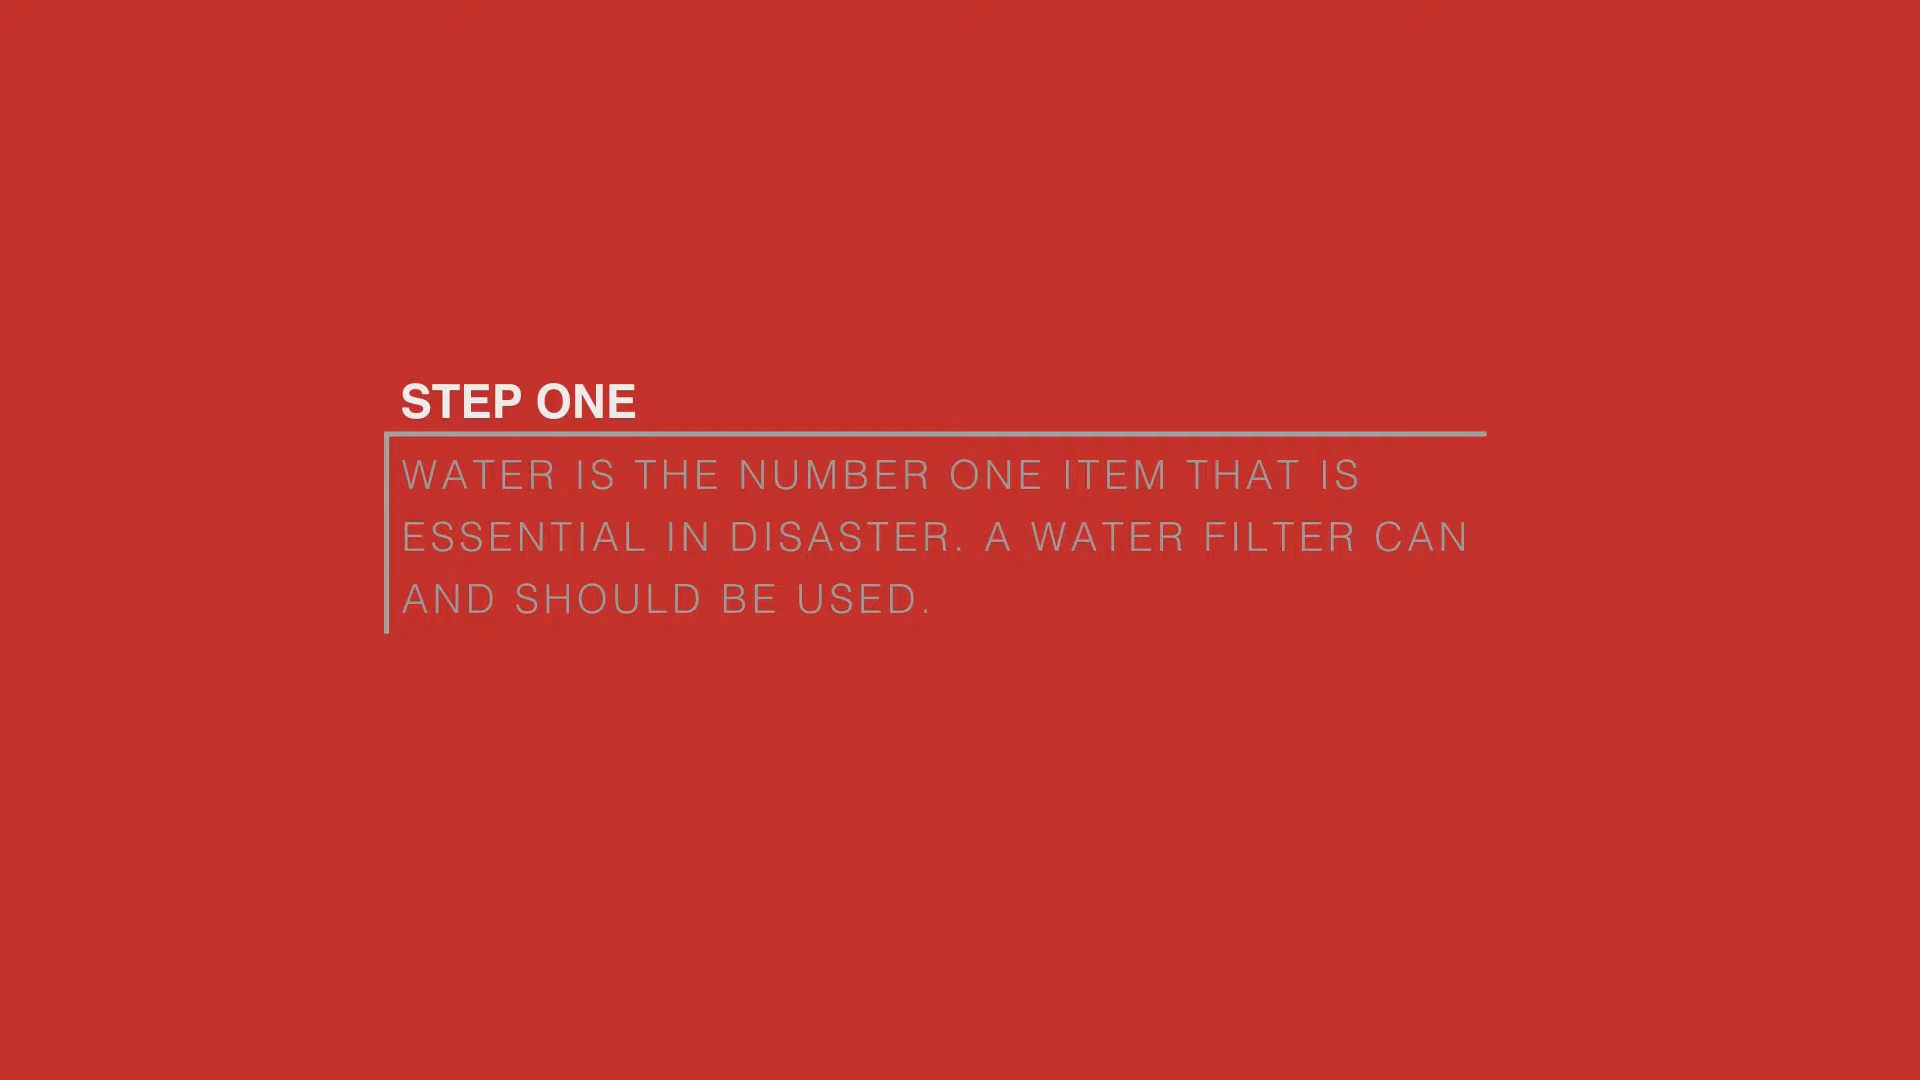 STEP ONE
WATER IS THE NUMBER ONE ITEM THAT IS
ESSENTIAL IN DISASTER. A WATER FILTER CAN
AND SHOULD BE USED.